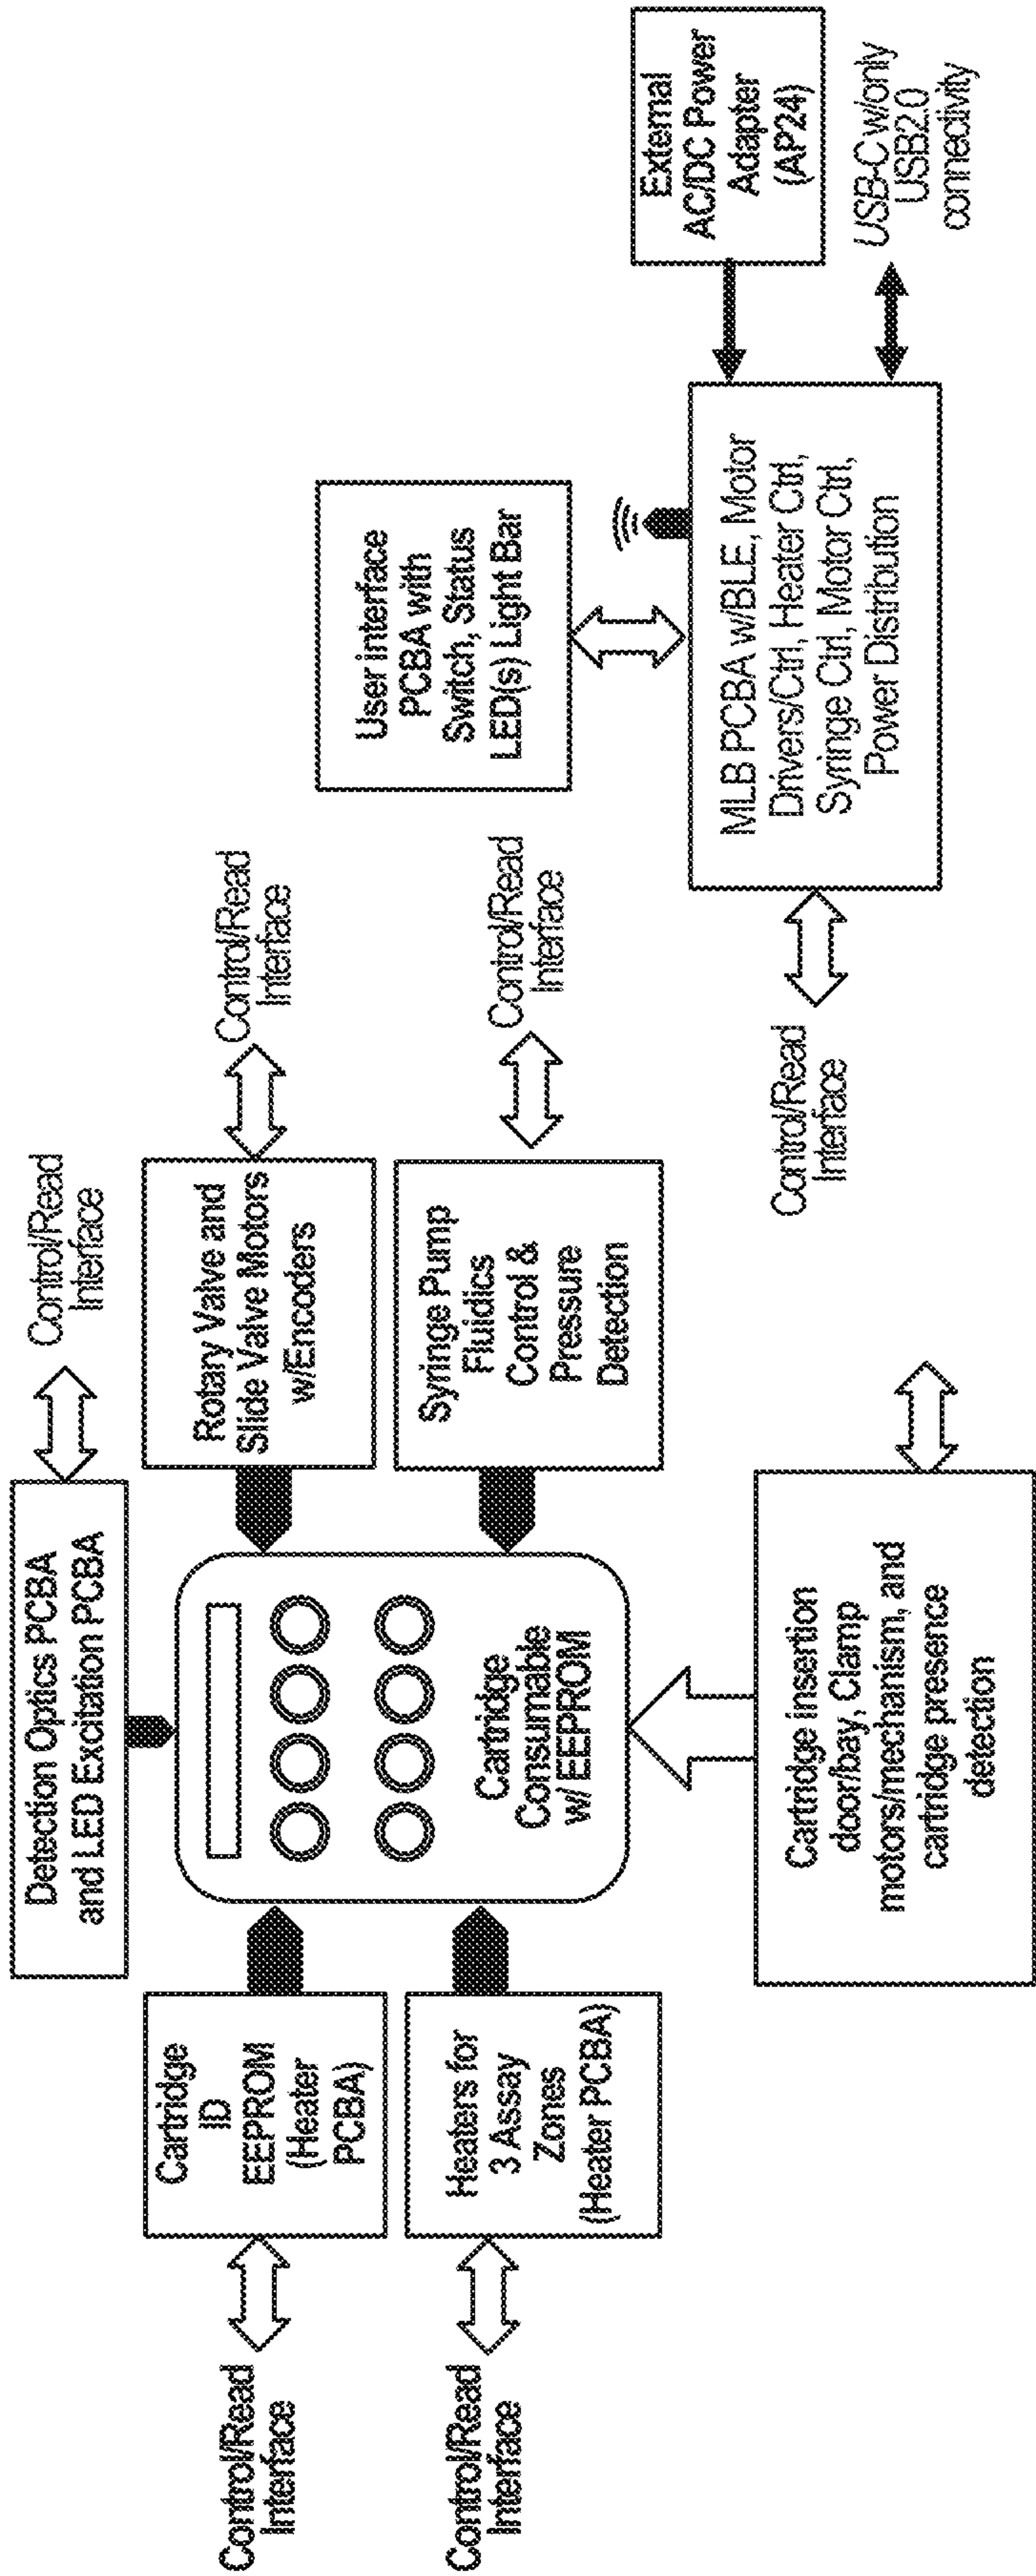 Control/Read
Interface
Detection Optics PCBA
and LED Excitation PCBA
Cartridge
ID
EEPROM
(Heater
PCBA)
Control/Read
Interface
Rotary Valve and
Slide Valve Motors
w/Encoders
Control/Read
Interface
Cartridge
Consumable
w/ EEPROM
Control/Read
Interface
Heaters for
3 Assay
Zones
(Heater PCBA)
Syringe Pump
Fluidics
Control &
Pressure
Detection
Control/Read
Interface
Cartridge insertion
door/bay, Clamp
motors/mechanism, and
cartridge presence
detection
User interface
PCBA with
Switch, Status
LED(s) Light Bar
Control/Read
Interface
MLB PCBA w/BLE, Motor
Drivers/Ctrl, Heater Ctrl,
Syringe Ctrl, Motor Ctrl,
Power Distribution
External
AC/DC Power
Adapter
(AP24)
USB-C w/only
USB2.0
connectivity